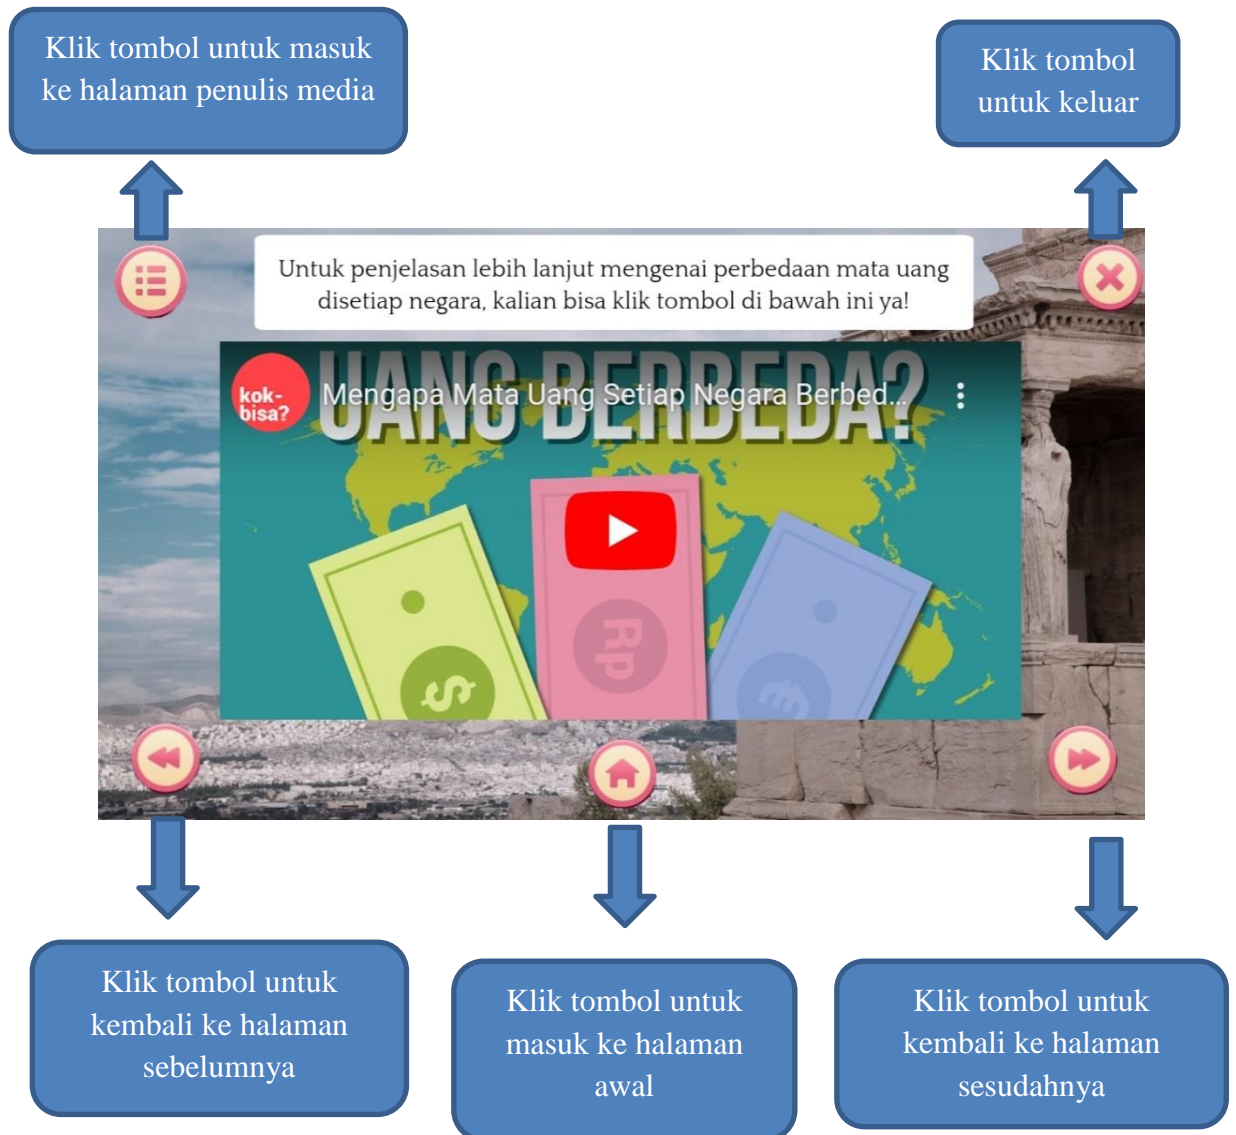 Klik tombol untuk masuk
ke halaman penulis media
Klik tombol
untuk keluar
Untuk penjelasan lebih lanjut mengenai perbedaan mata uang
disetiap negara, kalian bisa klik tombol di bawah ini ya!
UANG BERBEDA?
kok-
bisa?
Mengapa Mata Uang Setiap Negara Berbed...
$
Rp
€
Klik tombol untuk
kembali ke halaman
sebelumnya
Klik tombol untuk
masuk ke halaman
awal
Klik tombol untuk
kembali ke halaman
sesudahnya